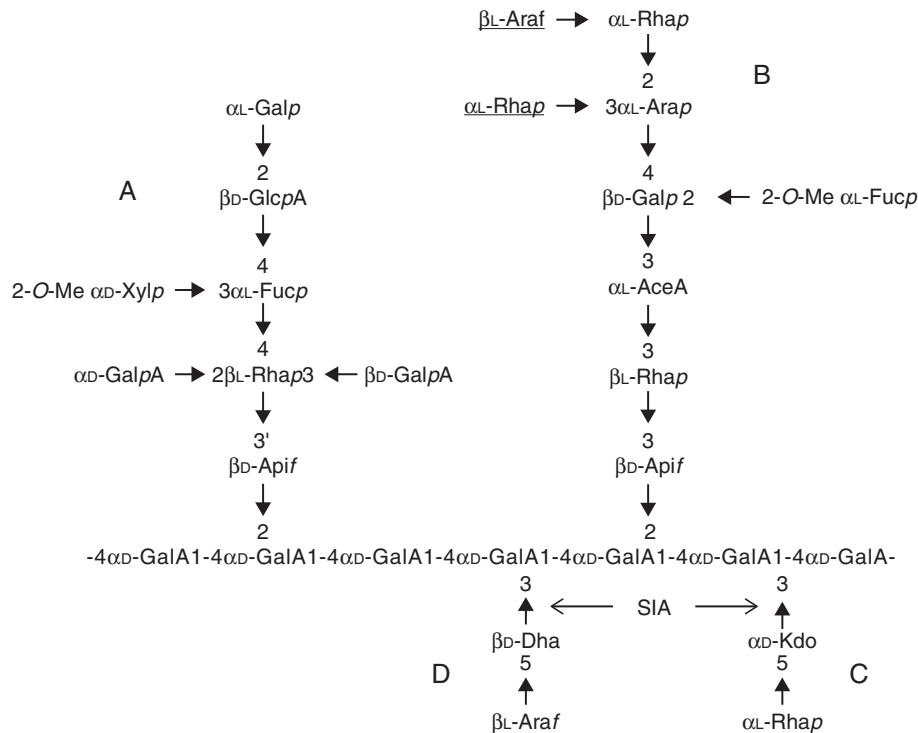 βL-Araf αL-Rhap
B
2
αL-Galp αL-Rhap 3αL-Arap
A
2 4
βD-GlcpA βD-Galp 2 2-O-Me αL-Fucp
4 3
2-O-Me αD-Xylp 3αL-Fucp αL-AceA
4 3
αD-GalpA 2βL-Rhap3 βD-GalpA βL-Rhap
3' 3
βD-Apif βD-Apif
2 2
-4αD-GalA1-4αD-GalA1-4αD-GalA1-4αD-GalA1-4αD-GalA1-4αD-GalA1-4αD-GalA-
3 SIA 3
βD-Dha αD-Kdo
D 5 5 C
βL-Araf αL-Rhap